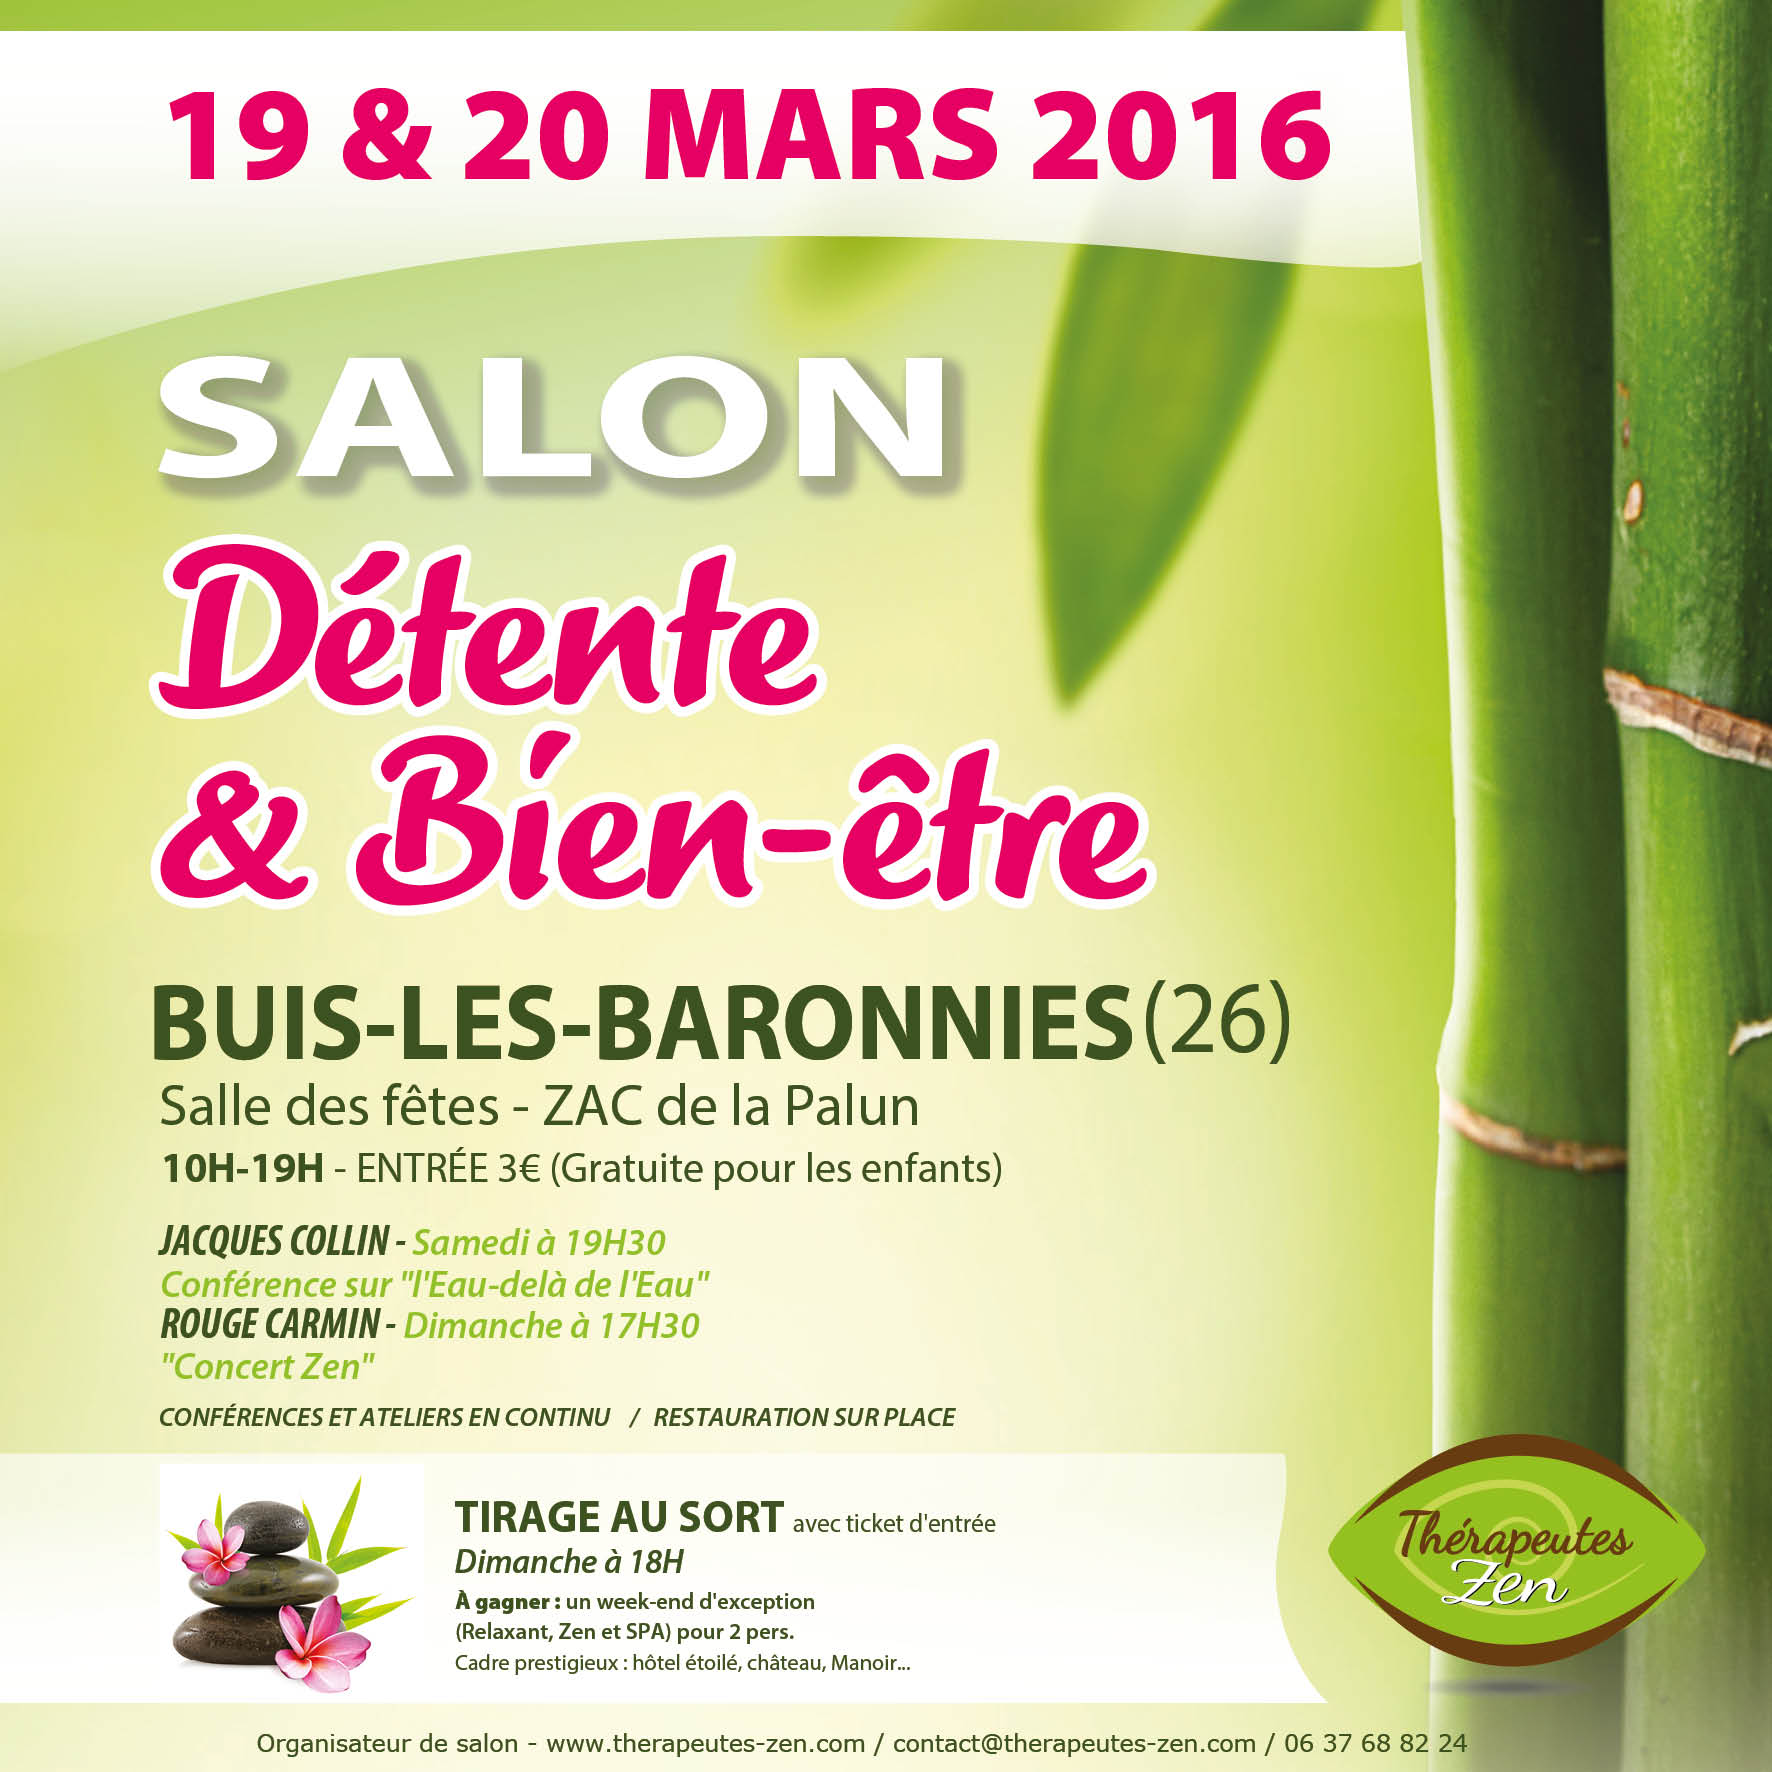 19 & 20 MARS 2016
SALON
Détente
& Bien-être
BUIS-LES-BARONNIES (26)
Salle des fêtes - ZAC de la Palun
10H-19H - ENTRÉE 3€ (Gratuite pour les enfants)
JACQUES COLLIN - Samedi à 19H30
Conférence sur "l'Eau-delà de l'Eau"
ROUGE CARMIN - Dimanche à 17H30
"Concert Zen"
CONFÉRENCES ET ATELIERS EN CONTINU / RESTAURATION SUR PLACE
TIRAGE AU SORT avec ticket d'entrée
Dimanche à 18H
À gagner : un week-end d'exception
(Relaxant, Zen et SPA) pour 2 pers.
Cadre prestigieux : hôtel étoilé, château, Manoir...
Thérapeutes
Zen
Organisateur de salon - www.therapeutes-zen.com / contact@therapeutes-zen.com / 06 37 68 82 24